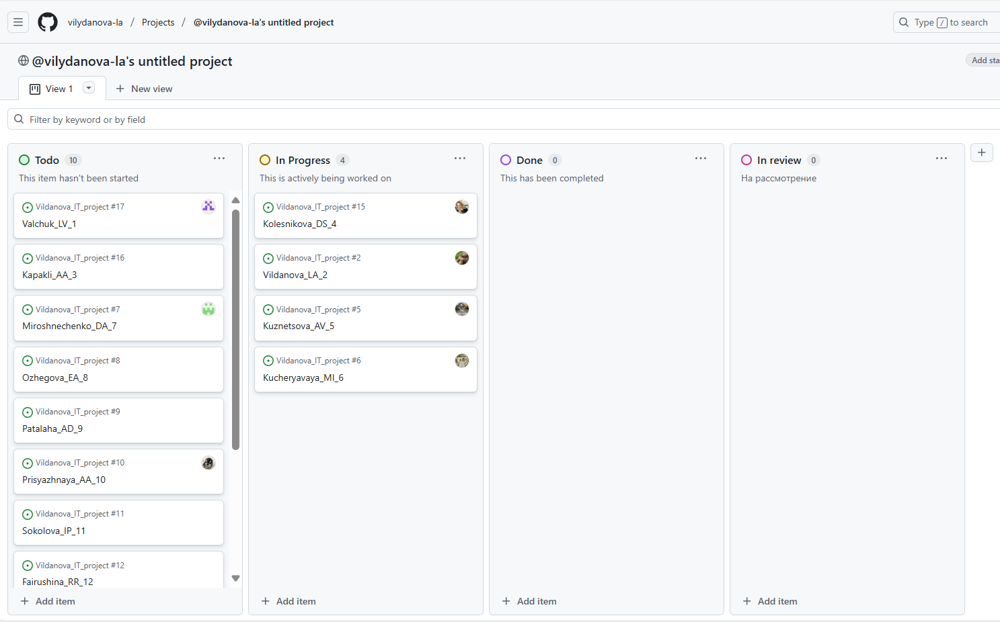 vilydanova-la / Projects / @vilydanova-la's untitled project
Type / to search
@vilydanova-la's untitled project
Add sta
View 1
New view
Filter by keyword or by field
Todo 10
This item hasn't been started
Vildanova_IT_project #17
Valchuk_LV_1
Vildanova_IT_project #16
Kapakli_AA_3
Vildanova_IT_project #7
Miroshnechenko_DA_7
Vildanova_IT_project #8
Ozhegova_EA_8
Vildanova_IT_project #9
Patalaha_AD_9
Vildanova_IT_project #10
Prisyazhnaya_AA_10
Vildanova_IT_project #11
Sokolova_IP_11
Vildanova_IT_project #12
Fairushina_RR_12
Add item
In Progress 4
This is actively being worked on
Vildanova_IT_project #15
Kolesnikova_DS_4
Vildanova_IT_project #2
Vildanova_LA_2
Vildanova_IT_project #5
Kuznetsova_AV_5
Vildanova_IT_project #6
Kucheryavaya_MI_6
Add item
Done 0
This has been completed
Add item
In review 0
На рассмотрение
Add item